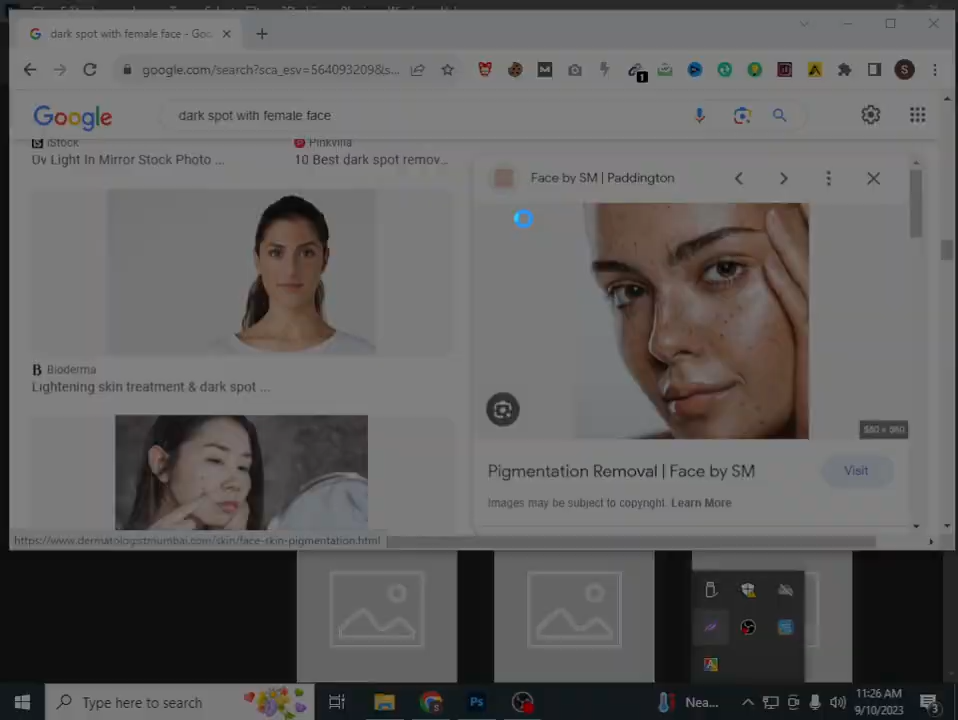 dark spot with female face - Goo
google.com/search?sca_esv=564093209&s...
1
S
Google
dark spot with female face
iStock
Uv Light In Mirror Stock Photo ...
Pinkvilla
10 Best dark spot remov...
Face by SM | Paddington
B Bioderma
Lightening skin treatment & dark spot ...
Pigmentation Removal | Face by SM
Visit
Images may be subject to copyright. Learn More
https://www.dermatologistmumbai.com/skin/face-skin-pigmentation.html
Type here to search
Ps
Nea...
11:26 AM
9/10/2023
3